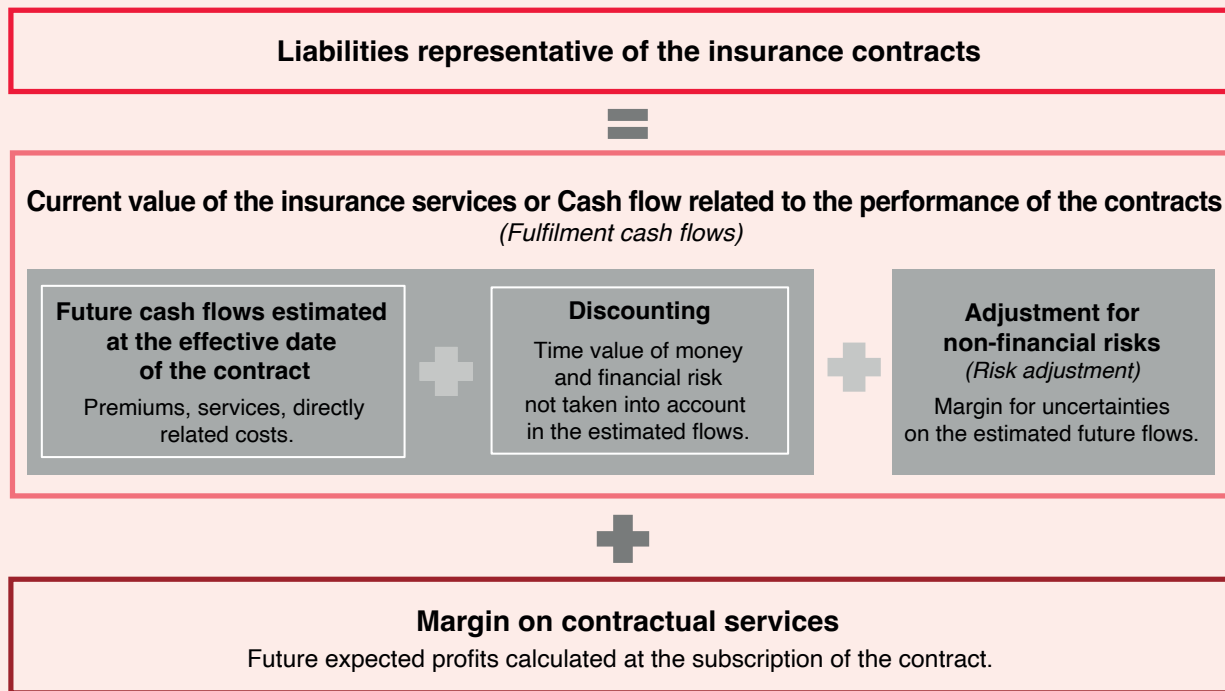 Liabilities representative of the insurance contracts
=
Current value of the insurance services or Cash flow related to the performance of the contracts
(Fulfilment cash flows)
Future cash flows estimated
at the effective date
of the contract
Premiums, services, directly
related costs.
+
Discounting
Time value of money
and financial risk
not taken into account
in the estimated flows.
+
Adjustment for
non-financial risks
(Risk adjustment)
Margin for uncertainties
on the estimated future flows.
+
Margin on contractual services
Future expected profits calculated at the subscription of the contract.